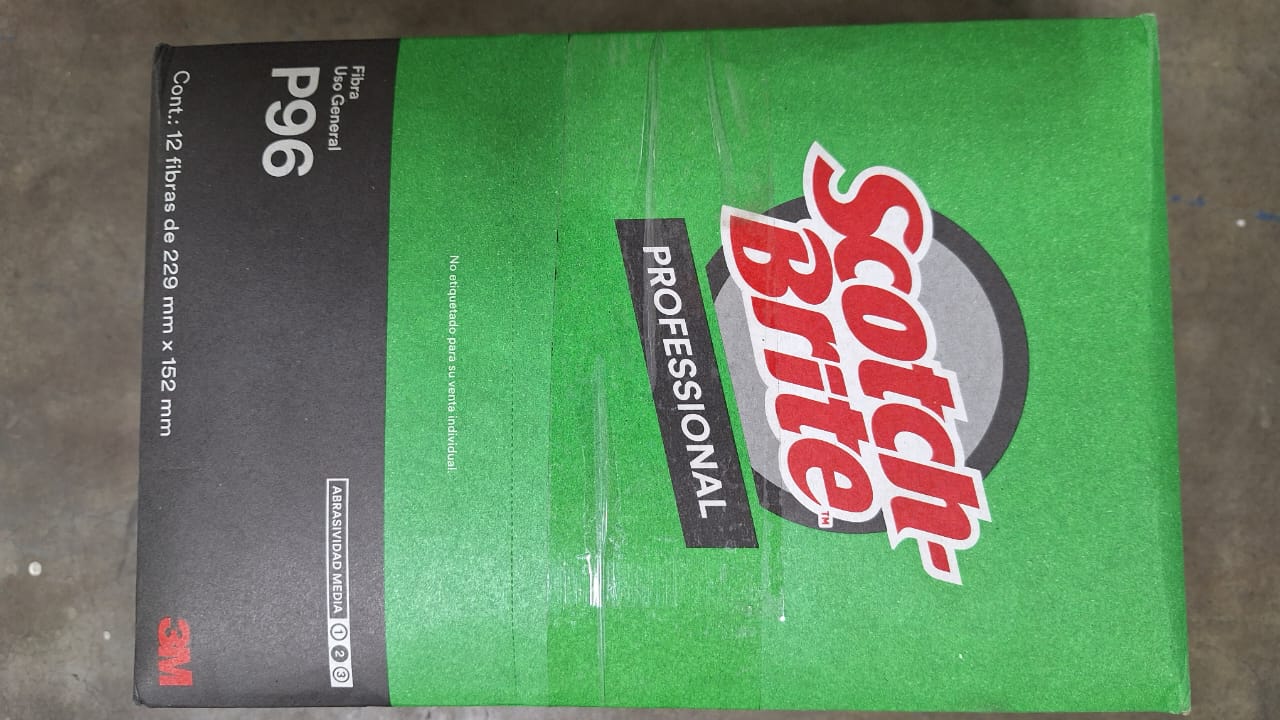 Scotch-
Brite™
PROFESSIONAL
No etiquetado para su venta individual.
Fibra
Uso General
P96
ABRASIVIDAD MEDIA 1 2 3
Cont.: 12 fibras de 229 mm x 152 mm
3M